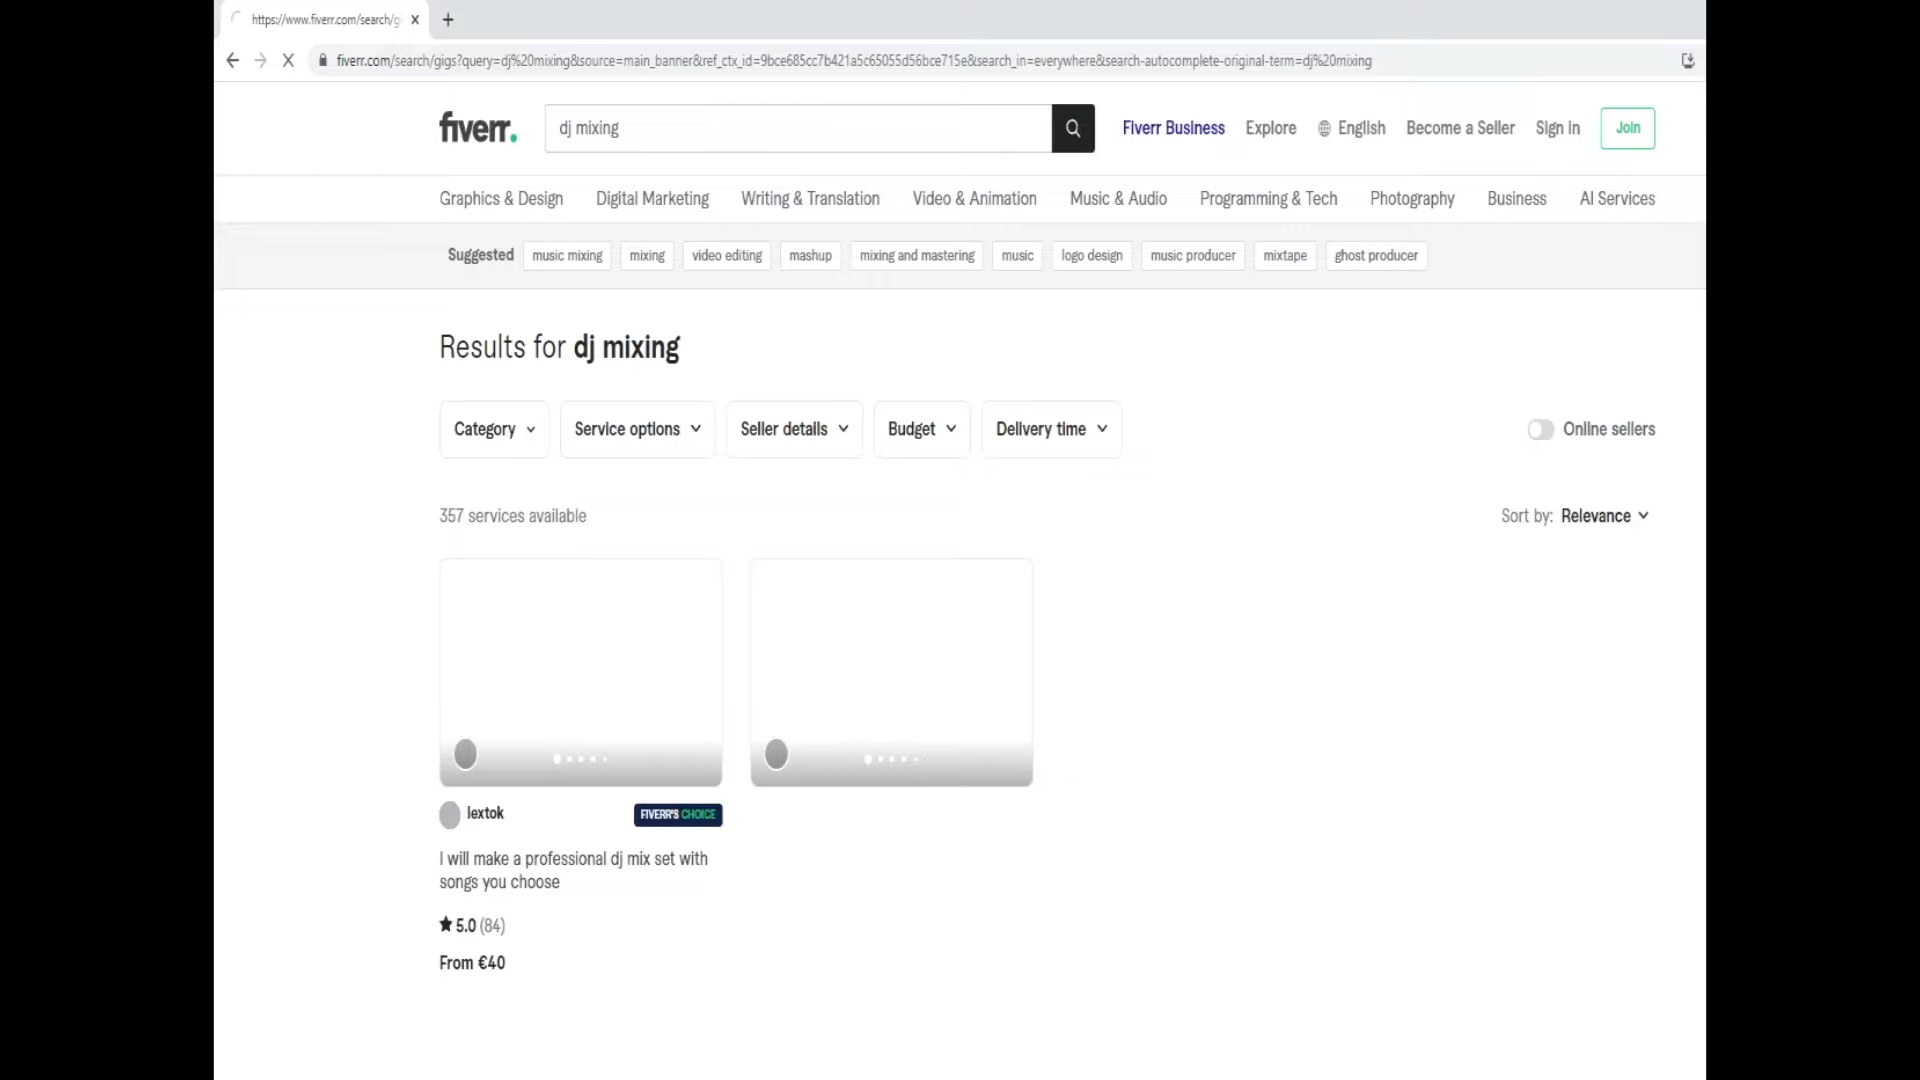 https://www.fiverr.com/search/gi
fiverr.com/search/gigs?query=dj%20mixing&source=main_banner&ref_ctx_id=9bce685cc7b421a5c65055d56bce715e&search_in=everywhere&search-autocomplete-original-term=dj%20mixing
fiverr.
dj mixing
Fiverr Business
Explore
English
Become a Seller
Sign in
Join
Graphics & Design
Digital Marketing
Writing & Translation
Video & Animation
Music & Audio
Programming & Tech
Photography
Business
AI Services
Suggested
music mixing
mixing
video editing
mashup
mixing and mastering
music
logo design
music producer
mixtape
ghost producer
Results for dj mixing
Category
Service options
Seller details
Budget
Delivery time
Online sellers
357 services available
Sort by: Relevance
lextok
FIVERR'S CHOICE
I will make a professional dj mix set with
songs you choose
5.0 (84)
From €40